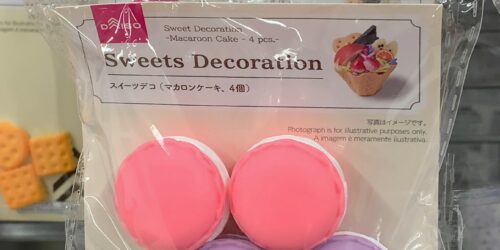 DAISO
Sweet Decoration
-Macaroon Cake - 4 pcs.-
Sweets Decoration
スイーツデコ（マカロンケーキ、4個）
写真はイメージです。
Photograph is for illustrative purposes only.
A imagem é meramente ilustrativa.